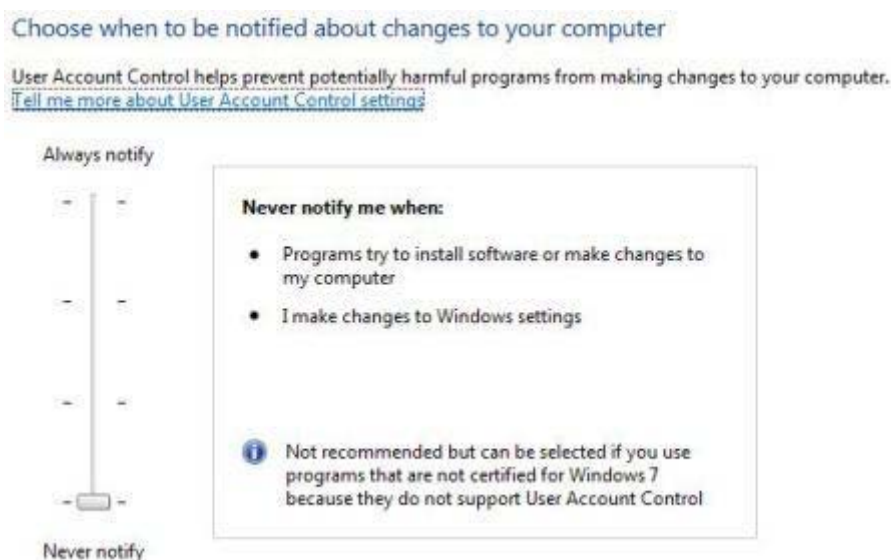 Choose when to be notified about changes to your computer
User Account Control helps prevent potentially harmful programs from making changes to your computer.
Tell me more about User Account Control settings
Always notify
Never notify me when:
• Programs try to install software or make changes to
my computer
• I make changes to Windows settings
Not recommended but can be selected if you use
programs that are not certified for Windows 7
because they do not support User Account Control
Never notify